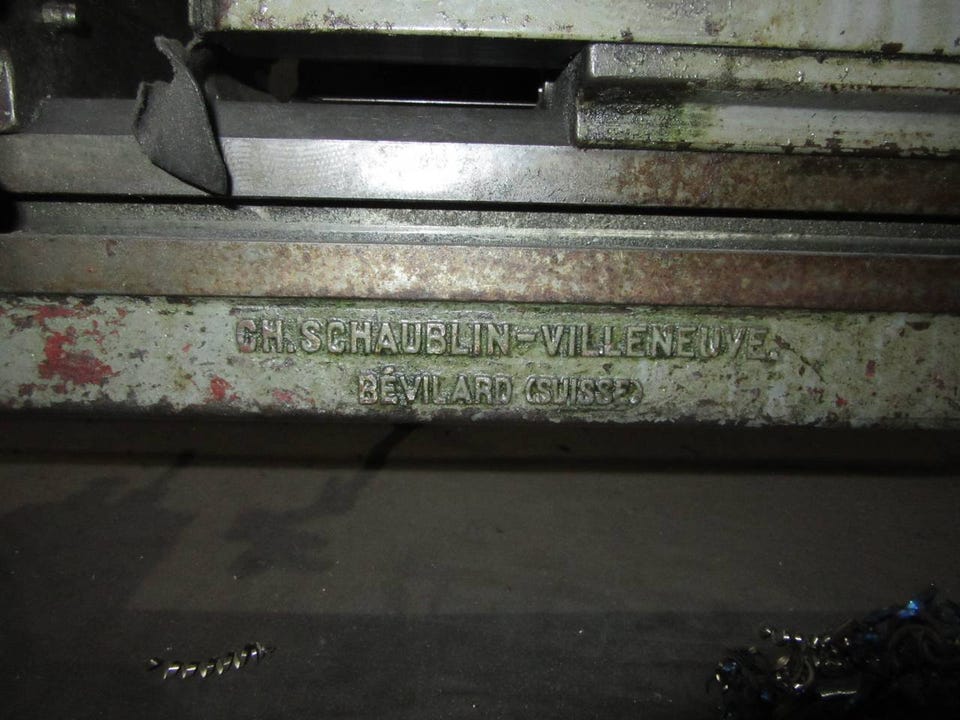 CH. SCHAUBLIN-VILLENEUVE.
BÉVILARD (SUISSE)